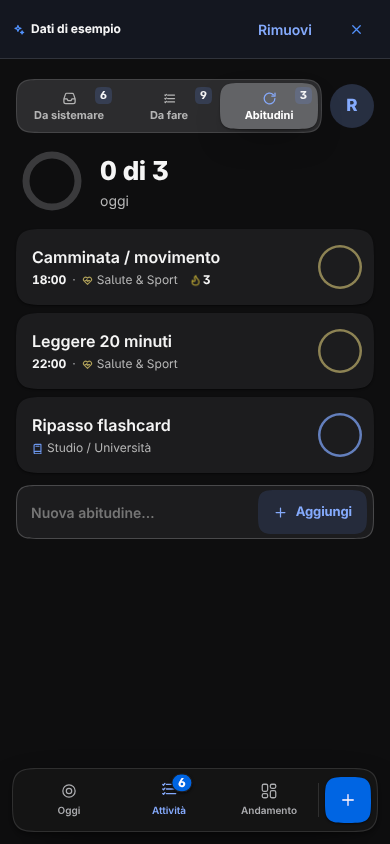 Dati di esempio
Rimuovi
6
Da sistemare
9
Da fare
3
Abitudini
R
0 di 3
oggi
Camminata / movimento
18:00 · Salute & Sport 3
Leggere 20 minuti
22:00 · Salute & Sport
Ripasso flashcard
Studio / Università
Nuova abitudine...
+ Aggiungi
Oggi
6
Attività
Andamento
+